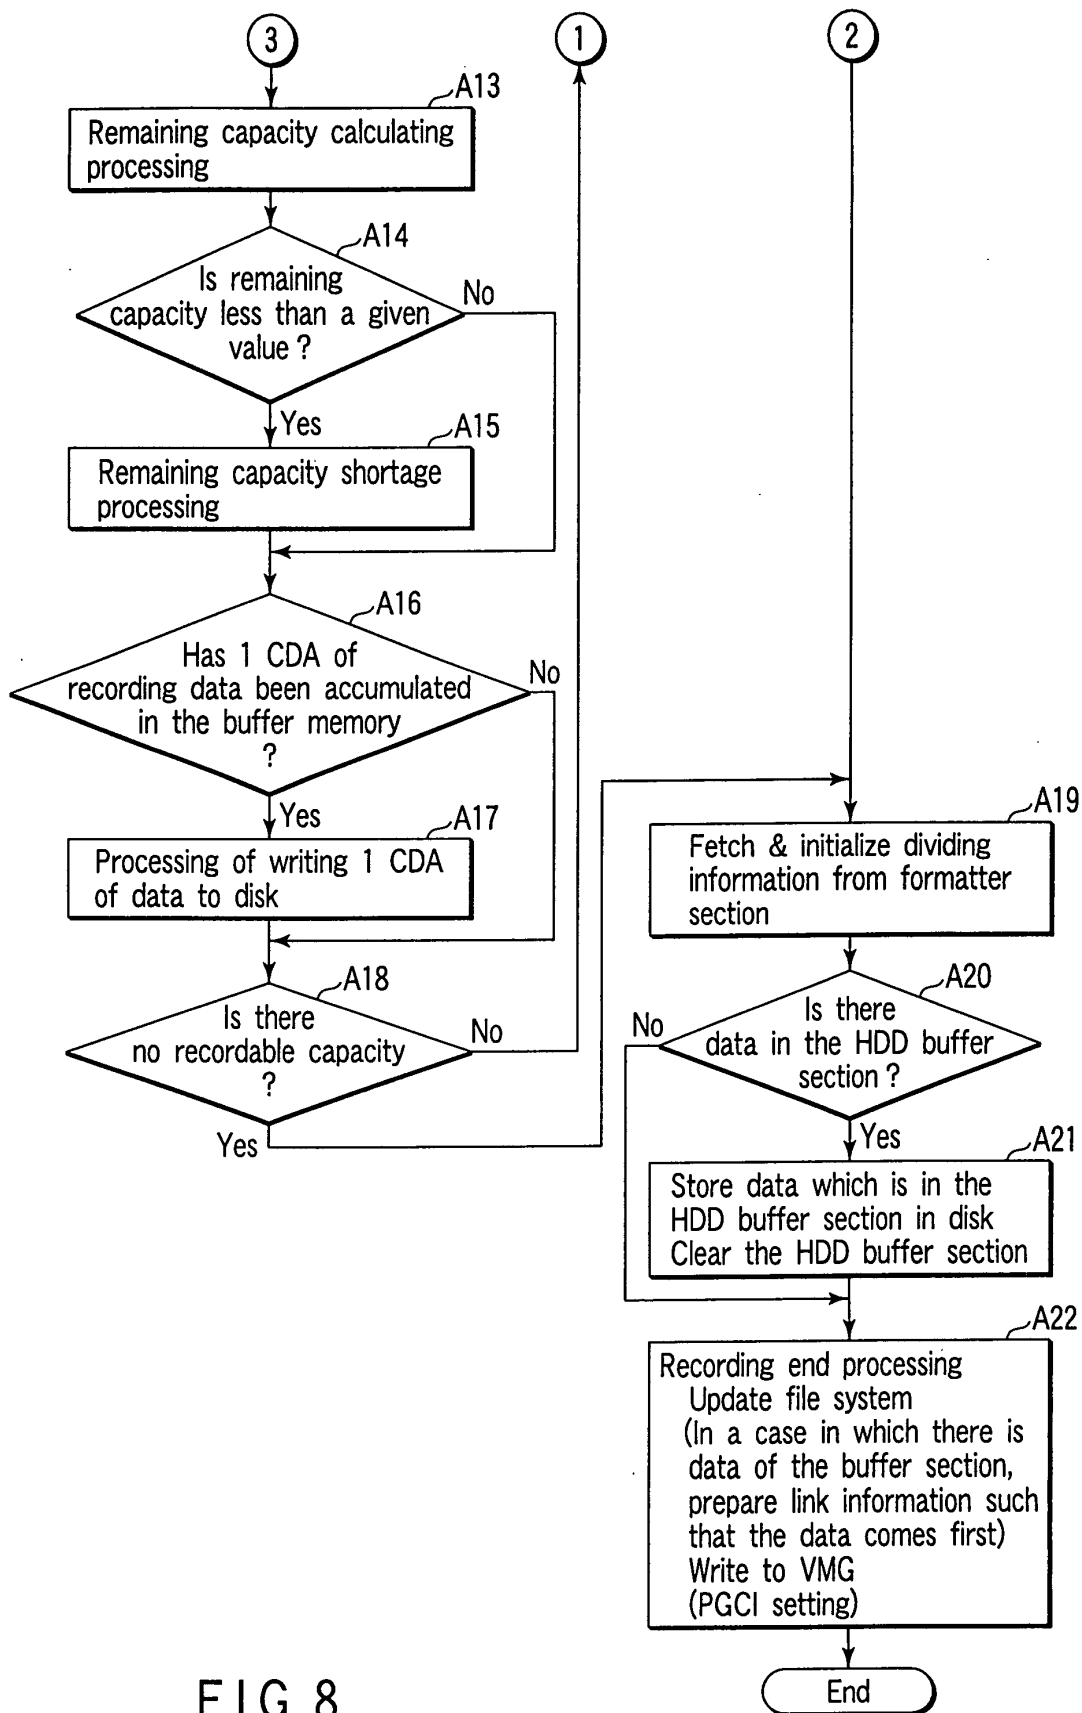 3
1
2
A13
Remaining capacity calculating
processing
A14
Is remaining
capacity less than a given
value ?
No
Yes
A15
Remaining capacity shortage
processing
A16
Has 1 CDA of
recording data been accumulated
in the buffer memory
?
No
Yes
A17
Processing of writing 1 CDA
of data to disk
A18
Is there
no recordable capacity
?
No
Yes
A19
Fetch & initialize dividing
information from formatter
section
A20
Is there
data in the HDD buffer
section ?
No
Yes
A21
Store data which is in the
HDD buffer section in disk
Clear the HDD buffer section
A22
Recording end processing
Update file system
(In a case in which there is
data of the buffer section,
prepare link information such
that the data comes first)
Write to VMG
(PGCI setting)
End
FIG. 8